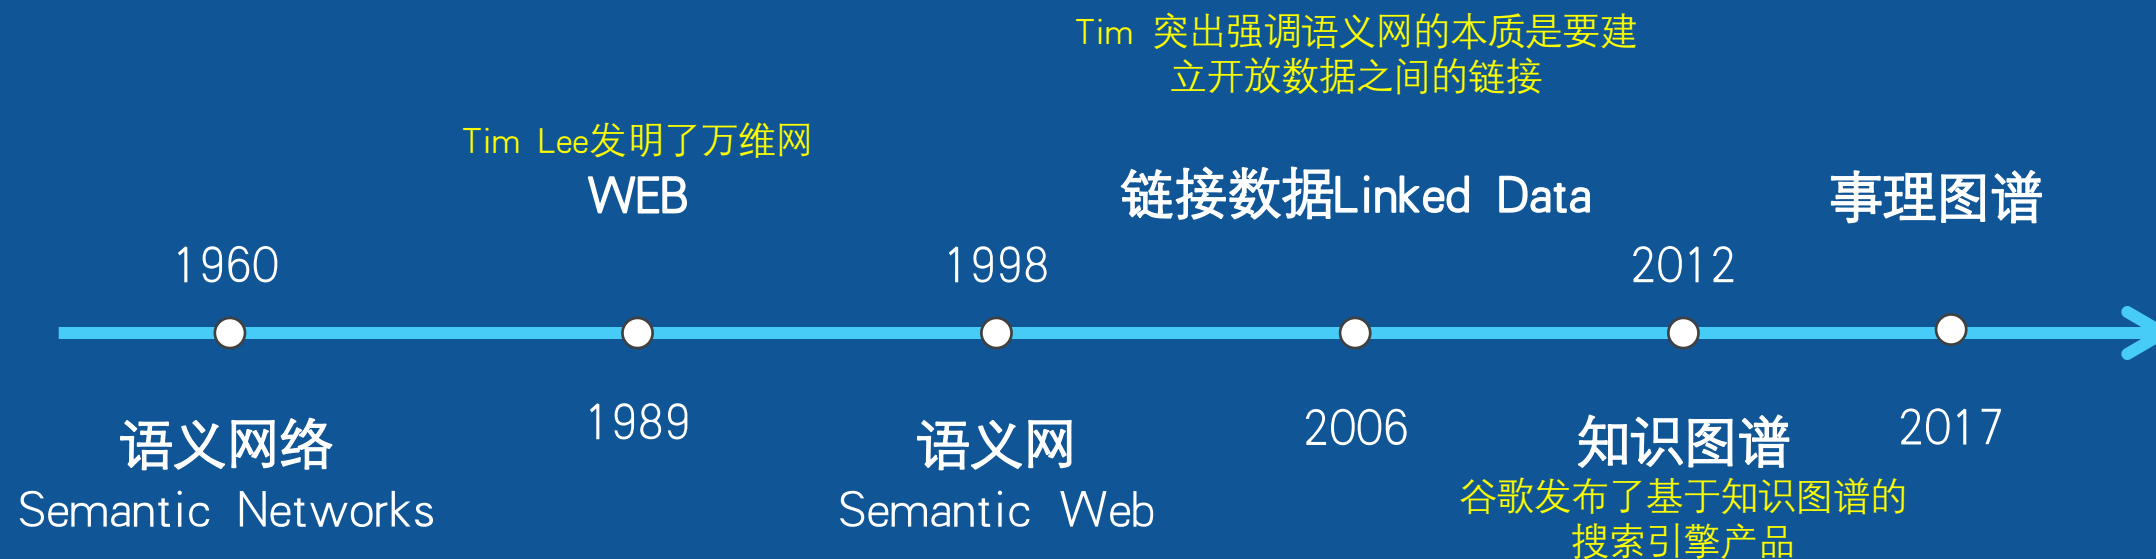 Tim 突出强调语义网的本质是要建
立开放数据之间的链接
Tim Lee发明了万维网
WEB
链接数据Linked Data
事理图谱
1960
1998
2012
1989
2006
2017
语义网络
Semantic Networks
语义网
Semantic Web
知识图谱
谷歌发布了基于知识图谱的
搜索引擎产品